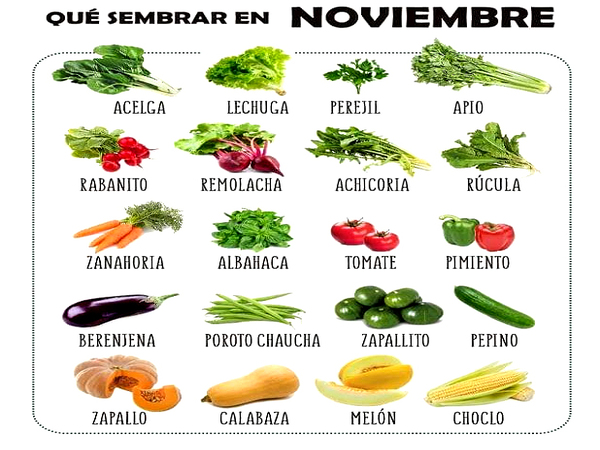 QUÉ SEMBRAR EN NOVIEMBRE
ACELGA LECHUGA PEREJIL APIO
RABANITO REMOLACHA ACHICORIA RÚCULA
ZANAHORIA ALBAHACA TOMATE PIMIENTO
BERENJENA POROTO CHAUCHA ZAPALLITO PEPINO
ZAPALLO CALABAZA MELÓN CHOCLO